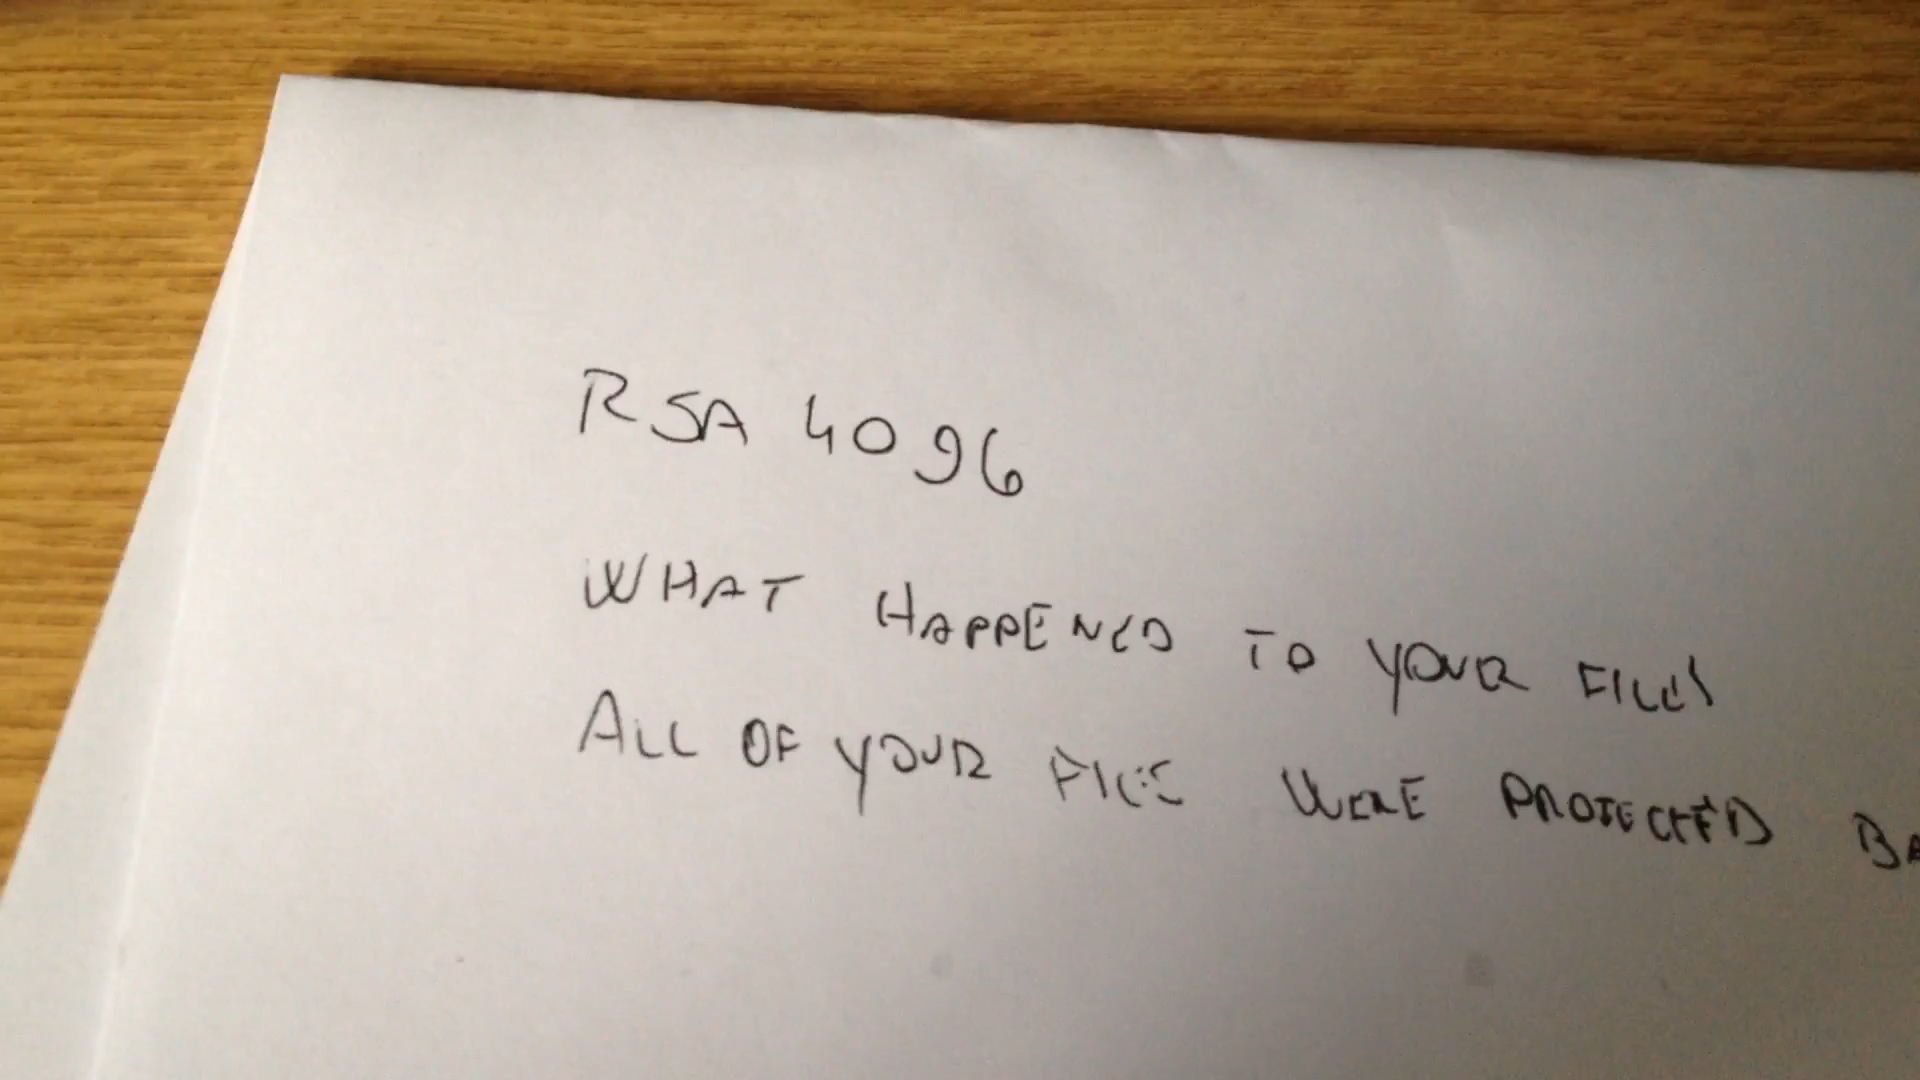 RSA 4096
WHAT HAPPENED TO YOUR FILES
ALL OF YOUR FILES WERE PROTECTED